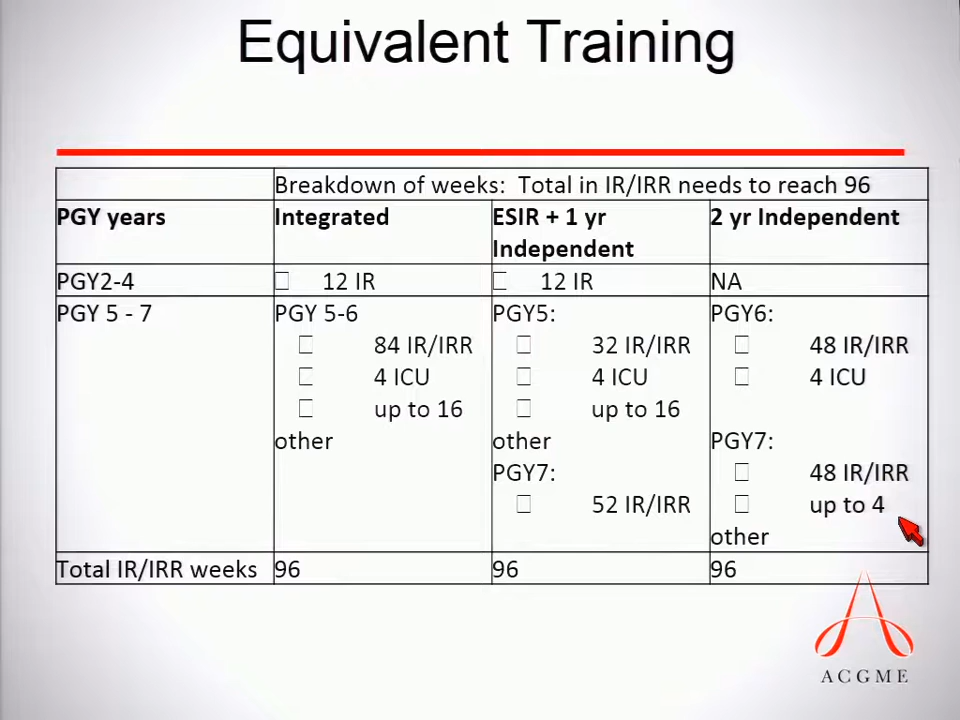 Equivalent Training
Breakdown of weeks: Total in IR/IRR needs to reach 96
PGY years Integrated ESIR + 1 yr Independent 2 yr Independent
PGY2-4 □ 12 IR □ 12 IR NA
PGY 5 - 7
PGY 5-6
□ 84 IR/IRR
□ 4 ICU
□ up to 16
other
PGY5:
□ 32 IR/IRR
□ 4 ICU
□ up to 16
other
PGY7:
□ 52 IR/IRR
PGY6:
□ 48 IR/IRR
□ 4 ICU
PGY7:
□ 48 IR/IRR
□ up to 4
other
Total IR/IRR weeks 96 96 96
ACGME